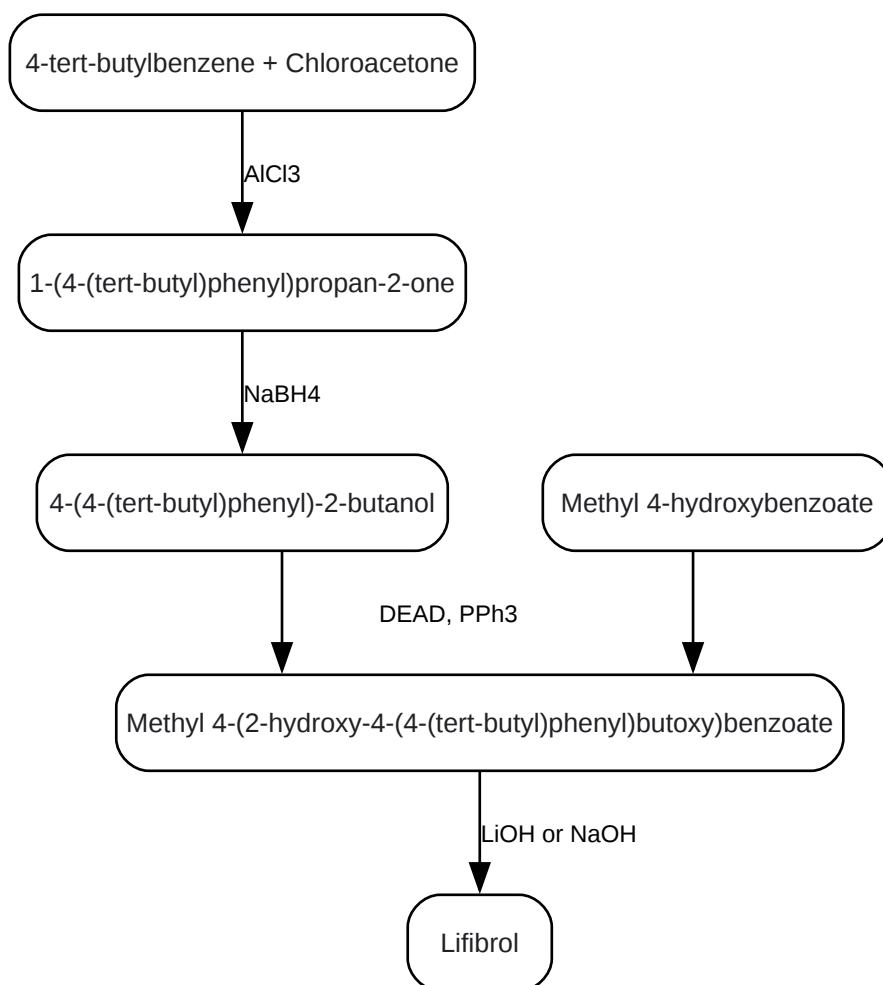 4-tert-butylbenzene + Chloroacetone
AlCl3
1-(4-(tert-butyl)phenyl)propan-2-one
NaBH4
4-(4-(tert-butyl)phenyl)-2-butanol
Methyl 4-hydroxybenzoate
DEAD, PPh3
Methyl 4-(2-hydroxy-4-(4-(tert-butyl)phenyl)butoxy)benzoate
LiOH or NaOH
Lifibrol